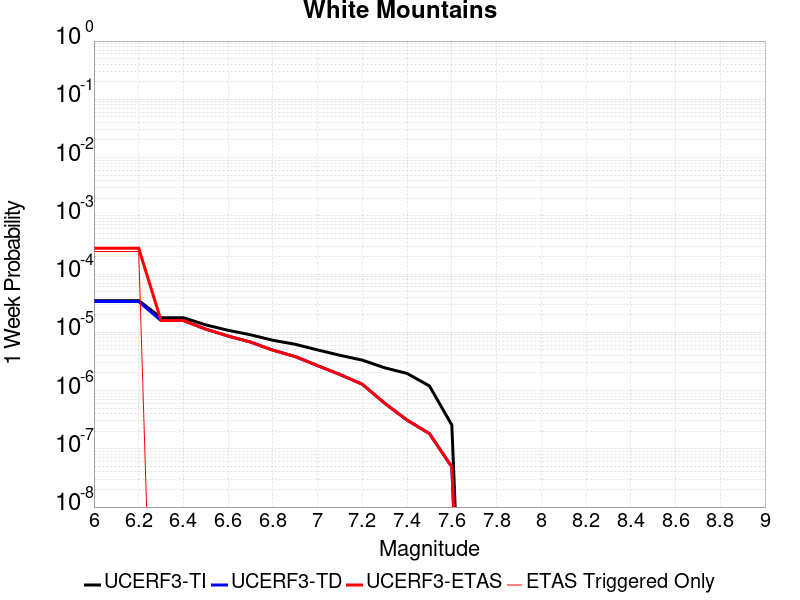 White Mountains
10^0
10^-1
10^-2
10^-3
10^-4
10^-5
10^-6
10^-7
10^-8
1 Week Probability
6 6.2 6.4 6.6 6.8 7 7.2 7.4 7.6 7.8 8 8.2 8.4 8.6 8.8 9
Magnitude
UCERF3-TI UCERF3-TD UCERF3-ETAS ETAS Triggered Only